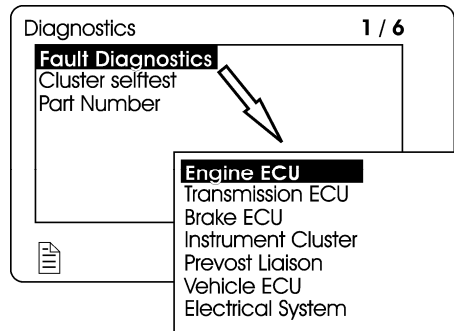 Diagnostics 1 / 6
Fault Diagnostics
Cluster selftest
Part Number
Engine ECU
Transmission ECU
Brake ECU
Instrument Cluster
Prevost Liaison
Vehicle ECU
Electrical System